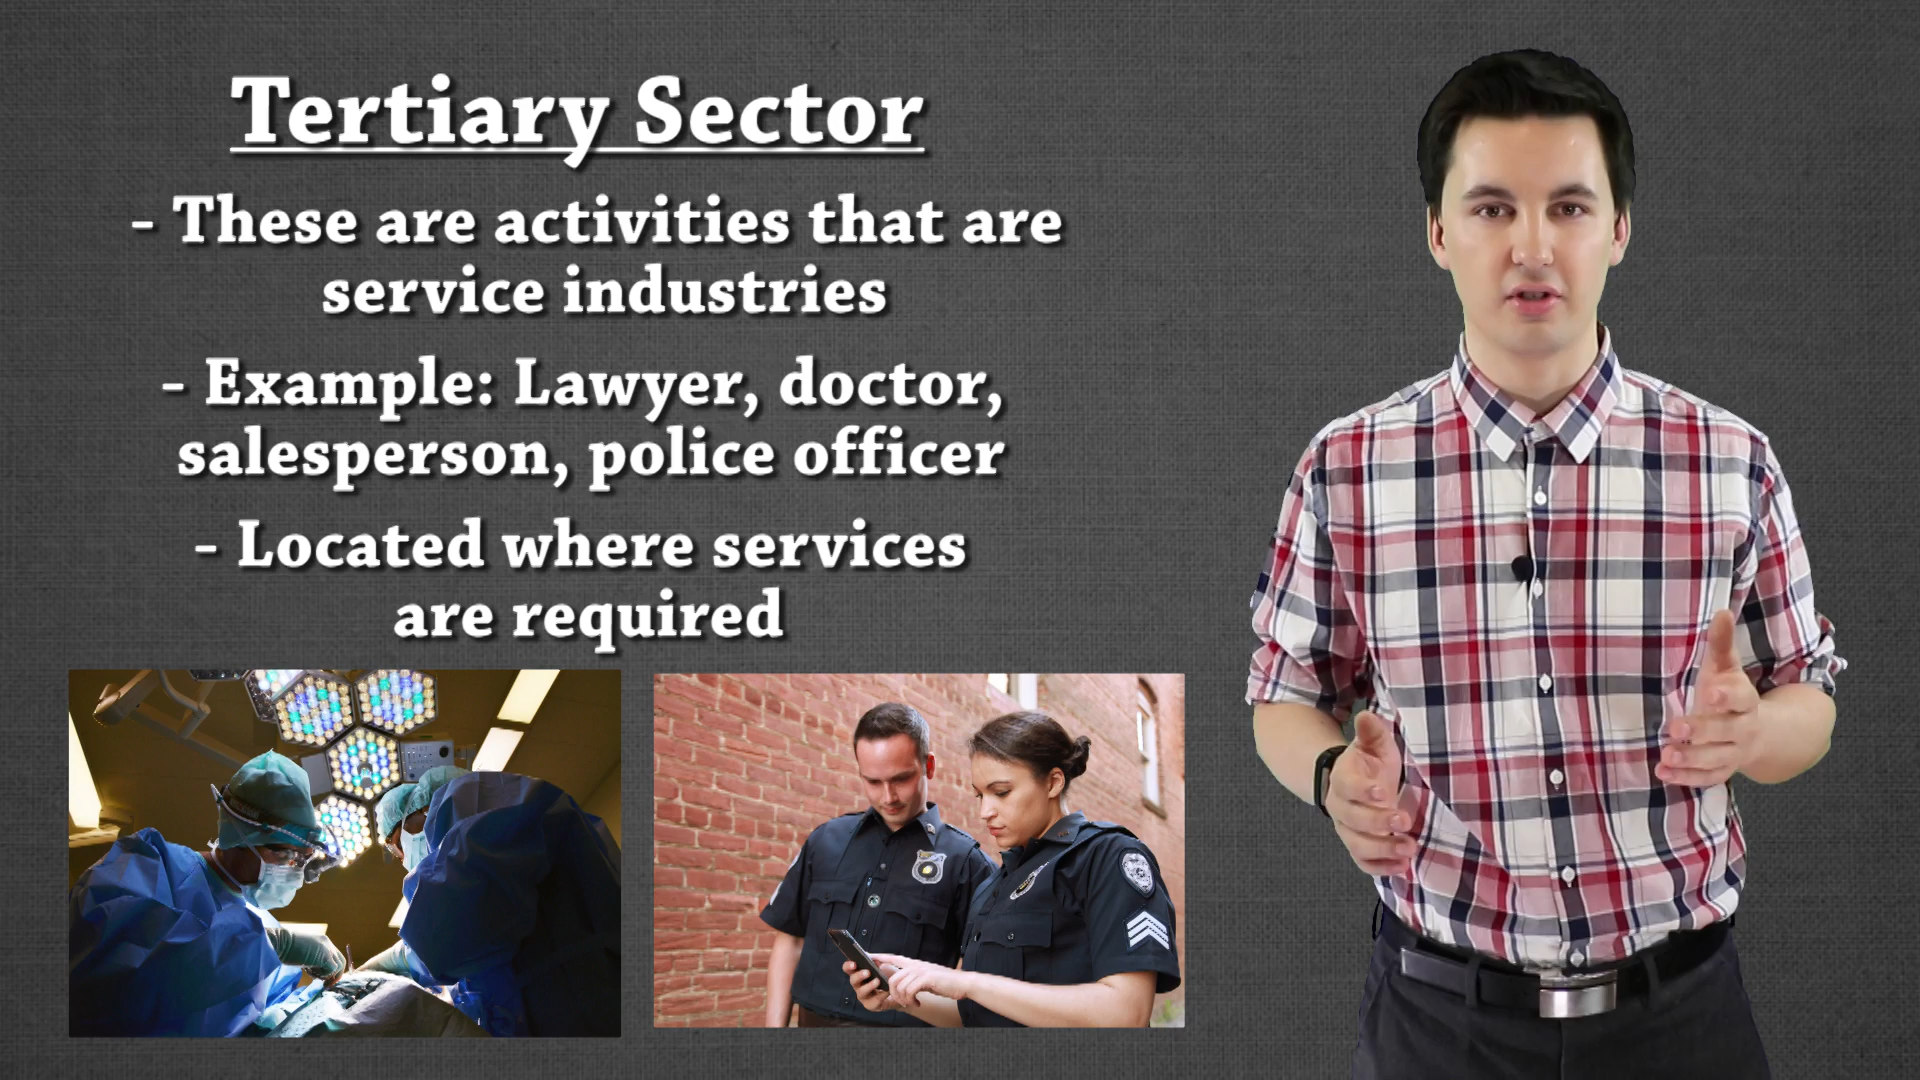 Tertiary Sector
- These are activities that are
service industries
- Example: Lawyer, doctor,
salesperson, police officer
- Located where services
are required